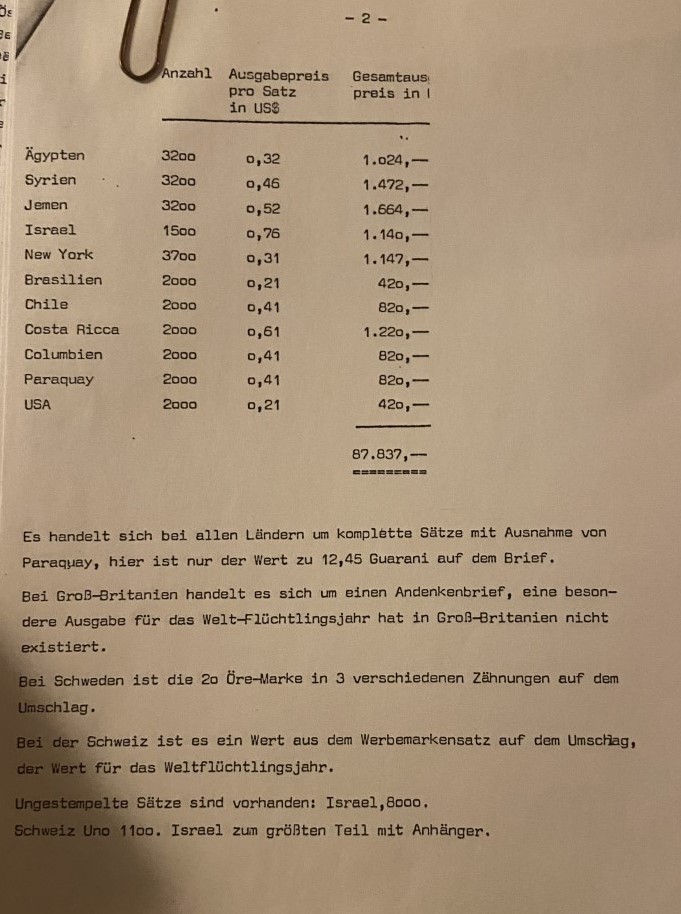 - 2 -
Anzahl Ausgabepreis Gesamtaus
pro Satz preis in
in US$
Ägypten 32oo o,32 1.o24,—
Syrien 32oo o,46 1.472,—
Jemen 32oo o,52 1.664,—
Israel 15oo o,76 1.14o,—
New York 37oo o,31 1.147,—
Brasilien 2ooo o,21 42o,—
Chile 2ooo o,41 82o,—
Costa Ricca 2ooo o,61 1.22o,—
Columbien 2ooo o,41 82o,—
Paraquay 2ooo o,41 82o,—
USA 2ooo o,21 42o,—
87.837,—
=========
Es handelt sich bei allen Ländern um komplette Sätze mit Ausnahme von
Paraquay, hier ist nur der Wert zu 12,45 Guarani auf dem Brief.
Bei Groß-Britanien handelt es sich um einen Andenkenbrief, eine beson-
dere Ausgabe für das Welt-Flüchtlingsjahr hat in Groß-Britanien nicht
existiert.
Bei Schweden ist die 2o Öre-Marke in 3 verschiedenen Zähnungen auf dem
Umschlag.
Bei der Schweiz ist es ein Wert aus dem Werbemarkensatz auf dem Umschlag,
der Wert für das Weltflüchtlingsjahr.
Ungestempelte Sätze sind vorhanden: Israel,8ooo.
Schweiz Uno 11oo. Israel zum größten Teil mit Anhänger.